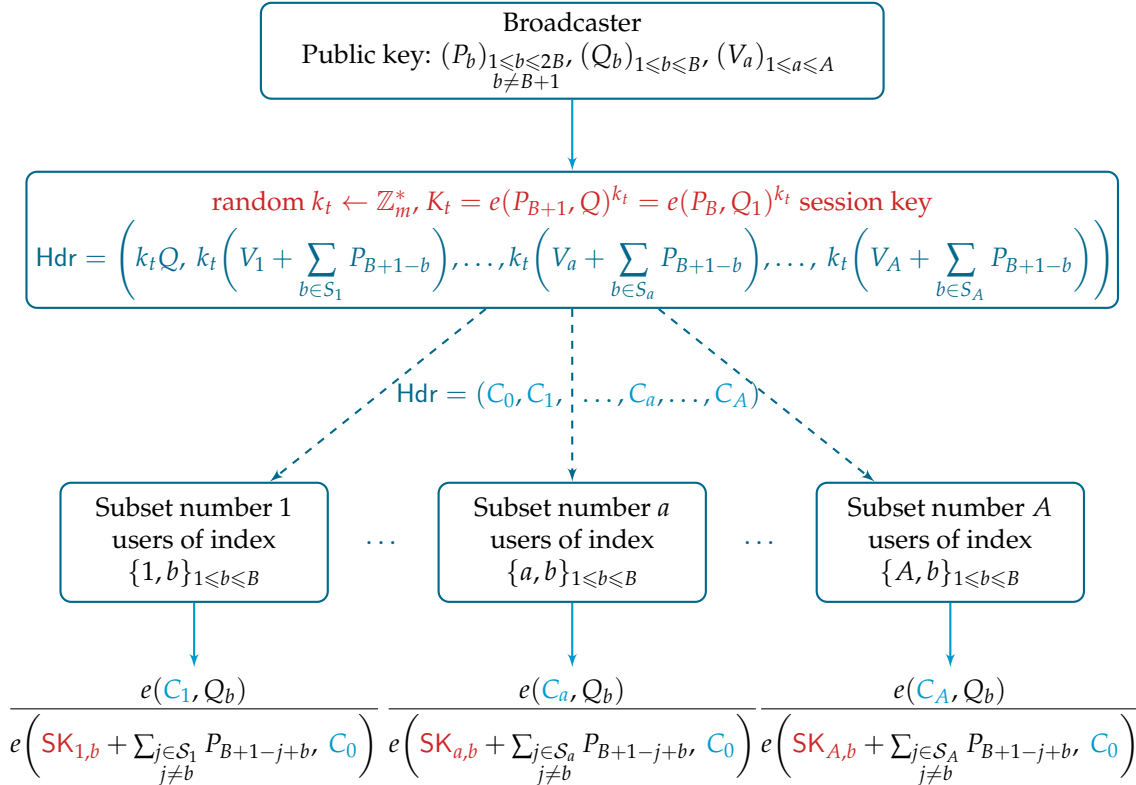 Broadcaster
Public key: (P_b)_{1⩽b⩽2B, b≠B+1}, (Q_b)_{1⩽b⩽B}, (V_a)_{1⩽a⩽A}
random k_t ← ℤ_m^*, K_t = e(P_{B+1}, Q)^{k_t} = e(P_B, Q_1)^{k_t} session key
Hdr = ( k_tQ, k_t( V_1 + ∑_{b∈S_1} P_{B+1−b} ), . . . , k_t( V_a + ∑_{b∈S_a} P_{B+1−b} ), . . . , k_t( V_A + ∑_{b∈S_A} P_{B+1−b} ) )
Hdr = (C_0, C_1, . . . , C_a, . . . , C_A)
Subset number 1
users of index
{1, b}_{1⩽b⩽B}
. . .
Subset number a
users of index
{a, b}_{1⩽b⩽B}
. . .
Subset number A
users of index
{A, b}_{1⩽b⩽B}
e(C_1, Q_b)
e( SK_{1,b} + ∑_{j∈𝒮_1, j≠b} P_{B+1−j+b}, C_0 )
e(C_a, Q_b)
e( SK_{a,b} + ∑_{j∈𝒮_a, j≠b} P_{B+1−j+b}, C_0 )
e(C_A, Q_b)
e( SK_{A,b} + ∑_{j∈𝒮_A, j≠b} P_{B+1−j+b}, C_0 )